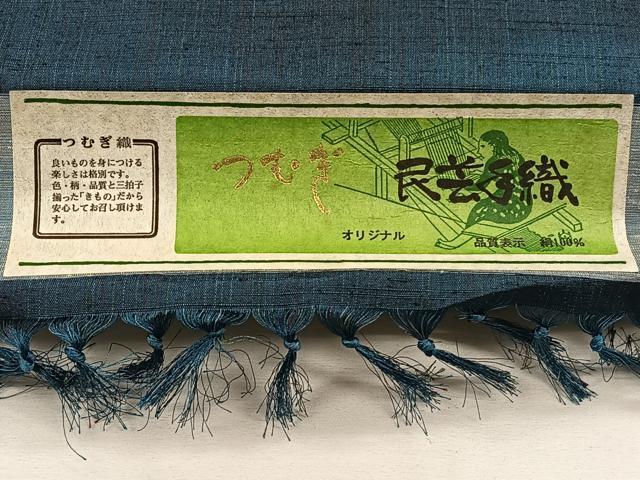 つむぎ織
良いものを身につける
楽しさは格別です。
色・柄・品質と三拍子
揃った「きもの」だから
安心してお召し頂けま
す。
つむぎ
民芸手織
オリジナル
品質表示 絹100%